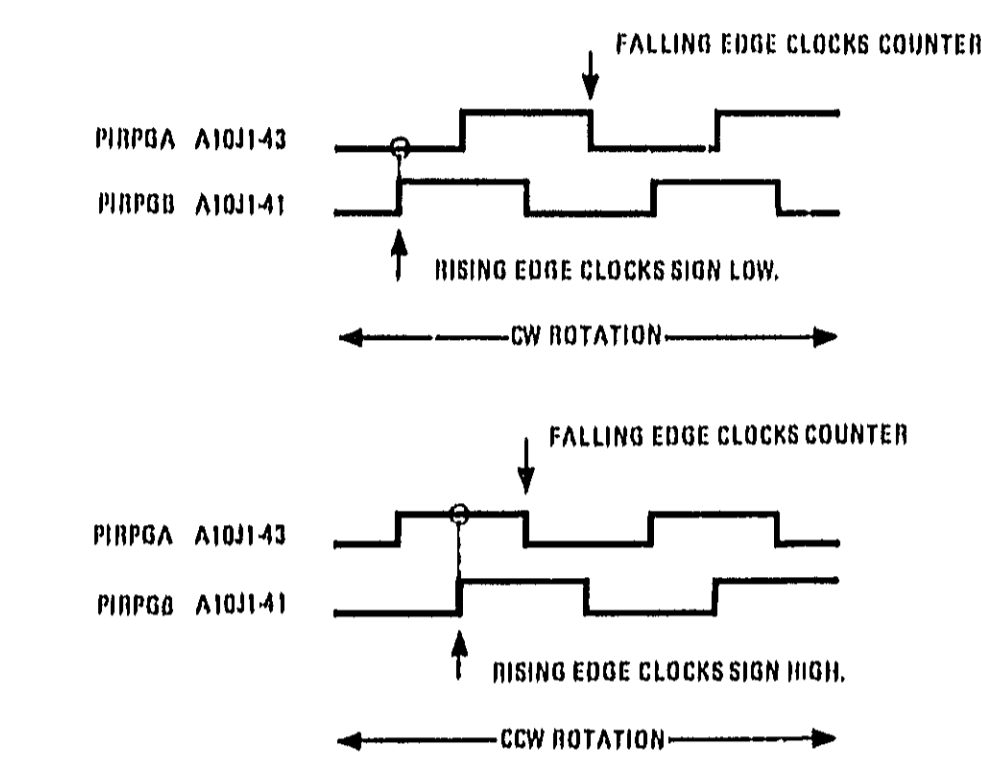 FALLING EDGE CLOCKS COUNTER
PIRPGA A10J1-43
PIRPGB A10J1-41
RISING EDGE CLOCKS SIGN LOW.
CW ROTATION
FALLING EDGE CLOCKS COUNTER
PIRPGA A10J1-43
PIRPGB A10J1-41
RISING EDGE CLOCKS SIGN HIGH.
CCW ROTATION